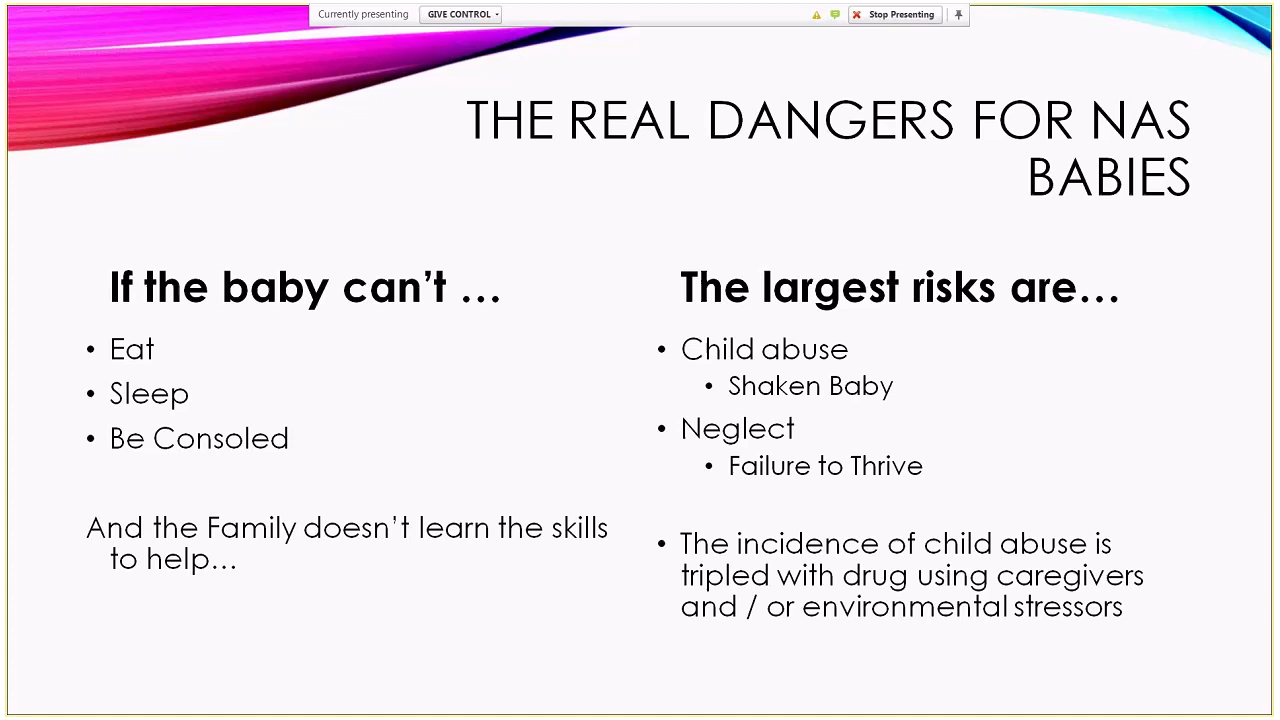 Currently presenting GIVE CONTROL Stop Presenting
THE REAL DANGERS FOR NAS
BABIES
If the baby can’t …
• Eat
• Sleep
• Be Consoled
And the Family doesn’t learn the skills
to help…
The largest risks are…
• Child abuse
• Shaken Baby
• Neglect
• Failure to Thrive
• The incidence of child abuse is
tripled with drug using caregivers
and / or environmental stressors